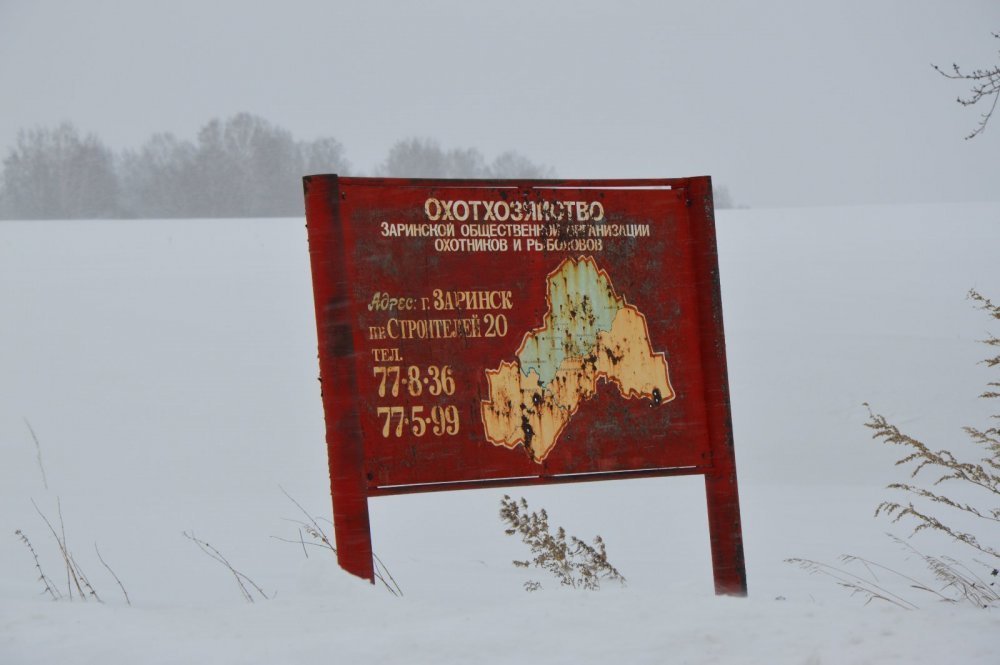 ОХОТХОЗЯЙСТВО
ЗАРИНСКОЙ ОБЩЕСТВЕННОЙ ОРГАНИЗАЦИИ
ОХОТНИКОВ И РЫБОЛОВОВ
Адрес: г. ЗАРИНСК
пр. СТРОИТЕЛЕЙ 20
ТЕЛ.
77·8·36
77·5·99